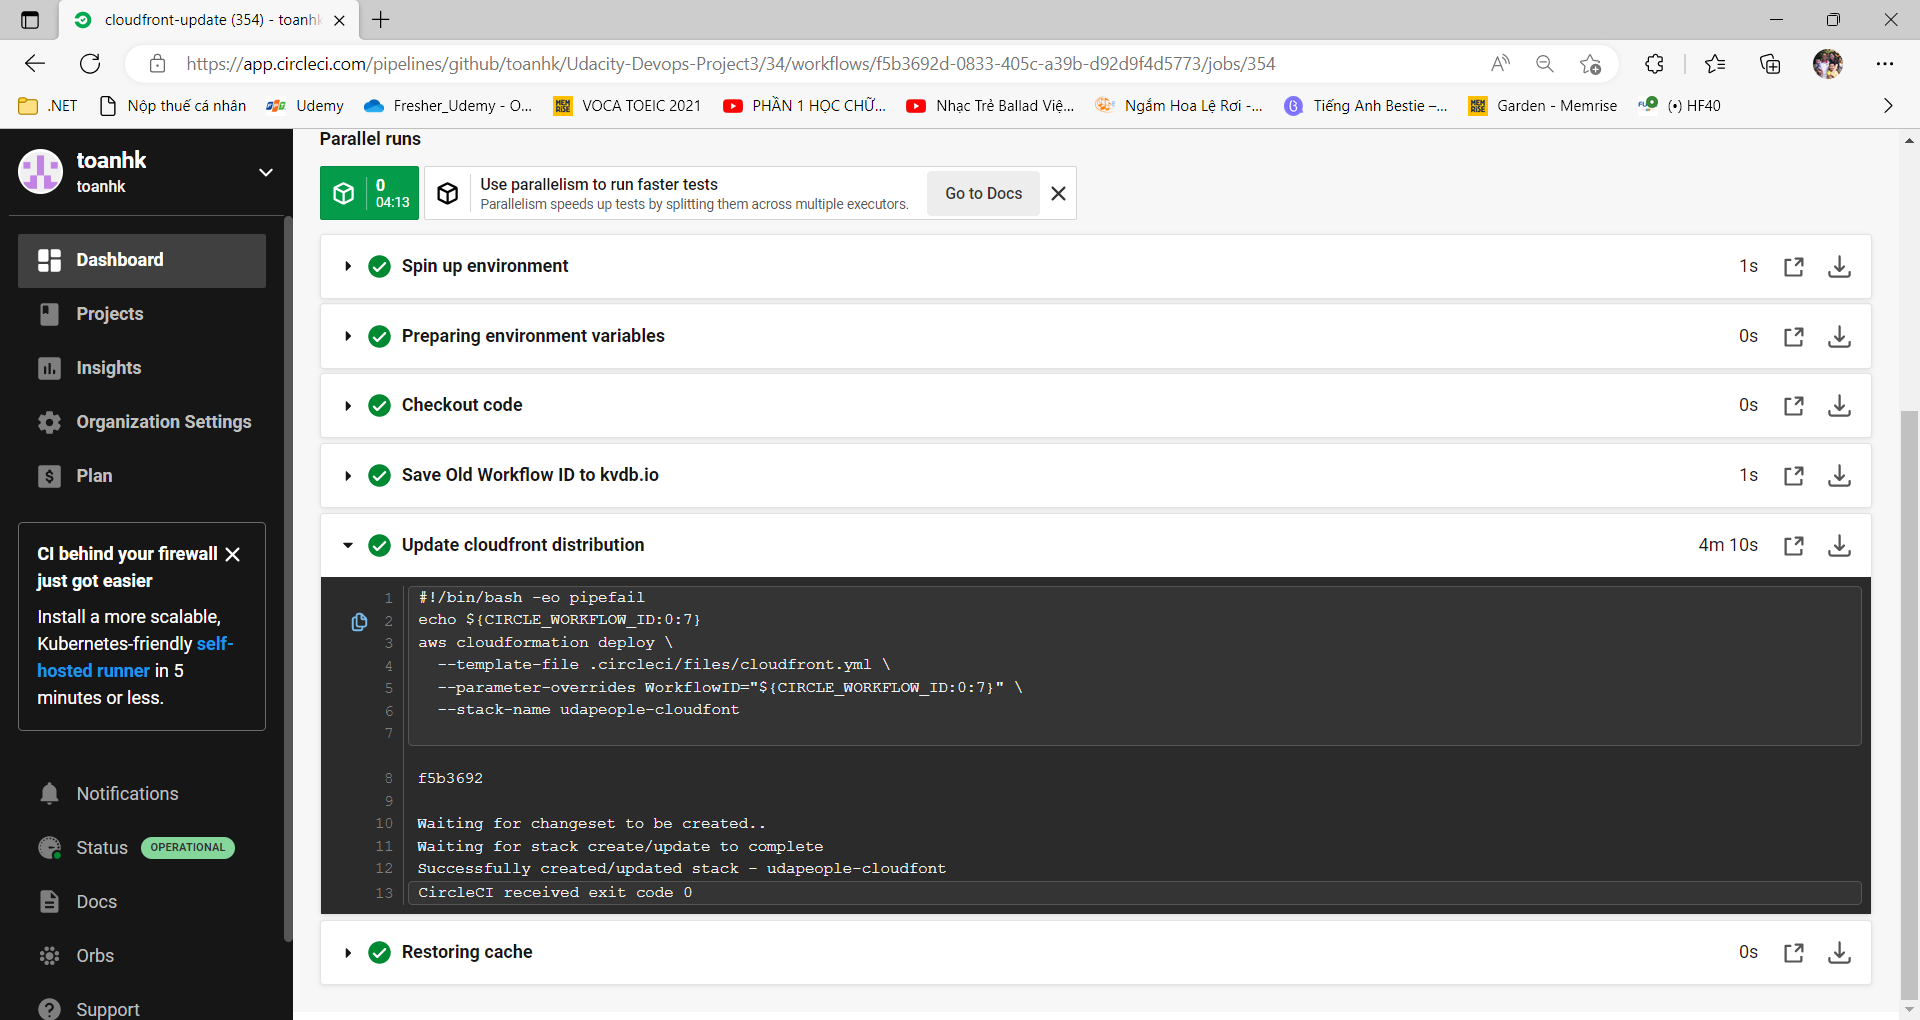 cloudfront-update (354) - toanhk
https://app.circleci.com/pipelines/github/toanhk/Udacity-Devops-Project3/34/workflows/f5b3692d-0833-405c-a39b-d92d9f4d5773/jobs/354
.NET
Nộp thuế cá nhân
Udemy
Fresher_Udemy - O...
VOCA TOEIC 2021
PHẦN 1 HỌC CHỮ...
Nhạc Trẻ Ballad Việ...
Ngắm Hoa Lệ Rơi -...
Tiếng Anh Bestie –...
Garden - Memrise
(•) HF40
toanhk
toanhk
Dashboard
Projects
Insights
Organization Settings
Plan
CI behind your firewall
just got easier
Install a more scalable,
Kubernetes-friendly self-
hosted runner in 5
minutes or less.
Notifications
Status OPERATIONAL
Docs
Orbs
Support
Parallel runs
0
04:13
Use parallelism to run faster tests
Parallelism speeds up tests by splitting them across multiple executors.
Go to Docs
Spin up environment 1s
Preparing environment variables 0s
Checkout code 0s
Save Old Workflow ID to kvdb.io 1s
Update cloudfront distribution 4m 10s
1 #!/bin/bash -eo pipefail
2 echo ${CIRCLE_WORKFLOW_ID:0:7}
3 aws cloudformation deploy \
4 --template-file .circleci/files/cloudfront.yml \
5 --parameter-overrides WorkflowID="${CIRCLE_WORKFLOW_ID:0:7}" \
6 --stack-name udapeople-cloudfont
7
8 f5b3692
9
10 Waiting for changeset to be created..
11 Waiting for stack create/update to complete
12 Successfully created/updated stack - udapeople-cloudfont
13 CircleCI received exit code 0
Restoring cache 0s